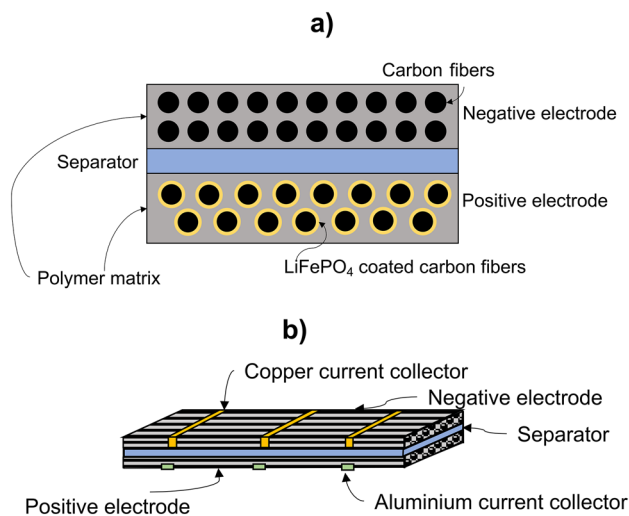 a)
Carbon fibers
Negative electrode
Separator
Positive electrode
Polymer matrix
LiFePO₄ coated carbon fibers
b)
Copper current collector
Negative electrode
Separator
Positive electrode
Aluminium current collector